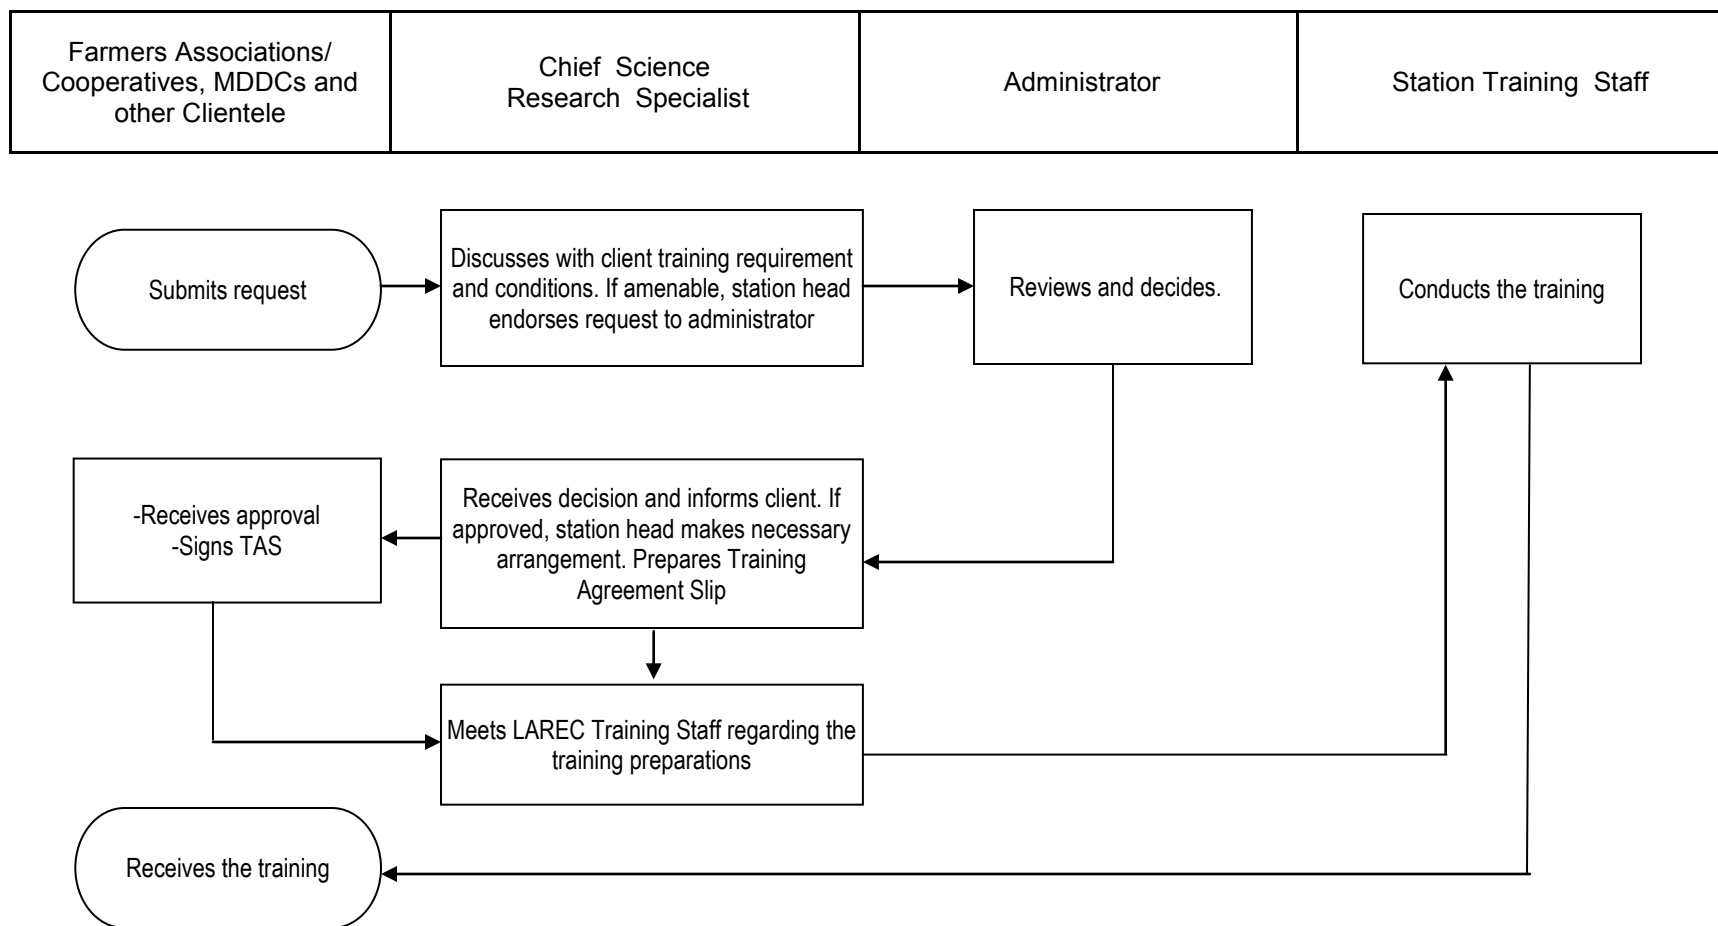 Farmers Associations/
Cooperatives, MDDCs and
other Clientele
Chief Science
Research Specialist
Administrator
Station Training Staff
Submits request
Discusses with client training requirement
and conditions. If amenable, station head
endorses request to administrator
Reviews and decides.
Conducts the training
-Receives approval
-Signs TAS
Receives decision and informs client. If
approved, station head makes necessary
arrangement. Prepares Training
Agreement Slip
Meets LAREC Training Staff regarding the
training preparations
Receives the training